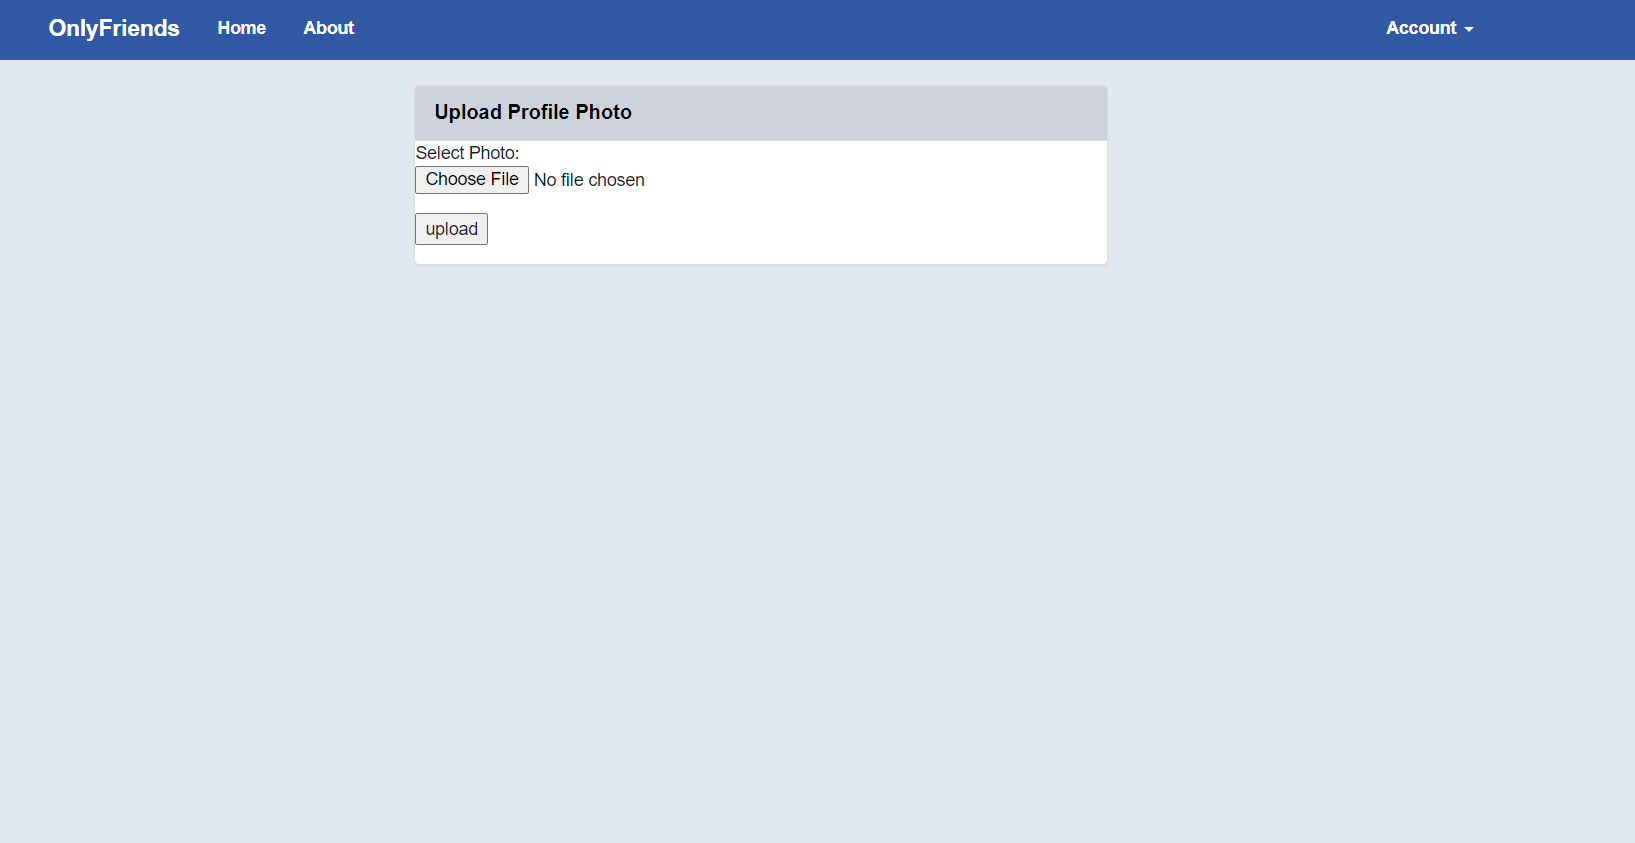 OnlyFriends Home About Account
Upload Profile Photo
Select Photo:
Choose File No file chosen
upload